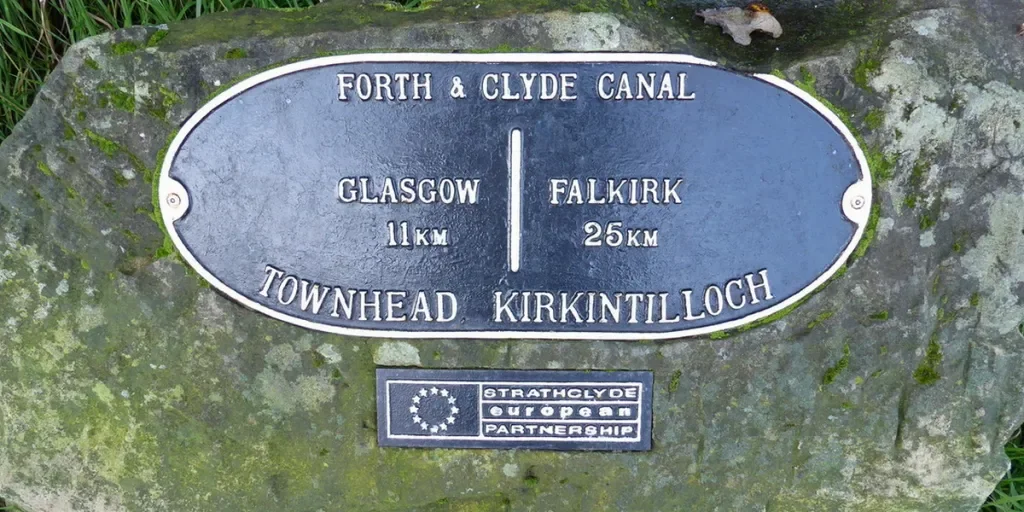 FORTH & CLYDE CANAL
GLASGOW FALKIRK
11KM 25KM
TOWNHEAD KIRKINTILLOCH
STRATHCLYDE
european
PARTNERSHIP